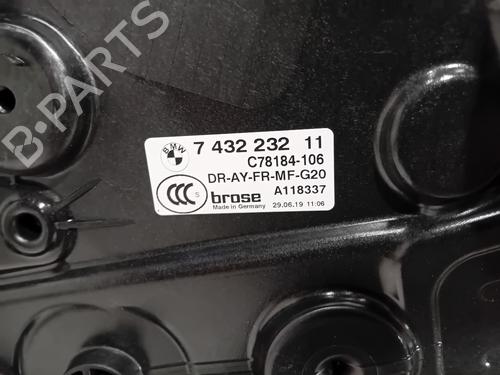 BMW
7 432 232 11
C78184-106
DR-AY-FR-MF-G20
CCC
brose
A118337
Made in Germany
29.06.19 11:06
B-PARTS